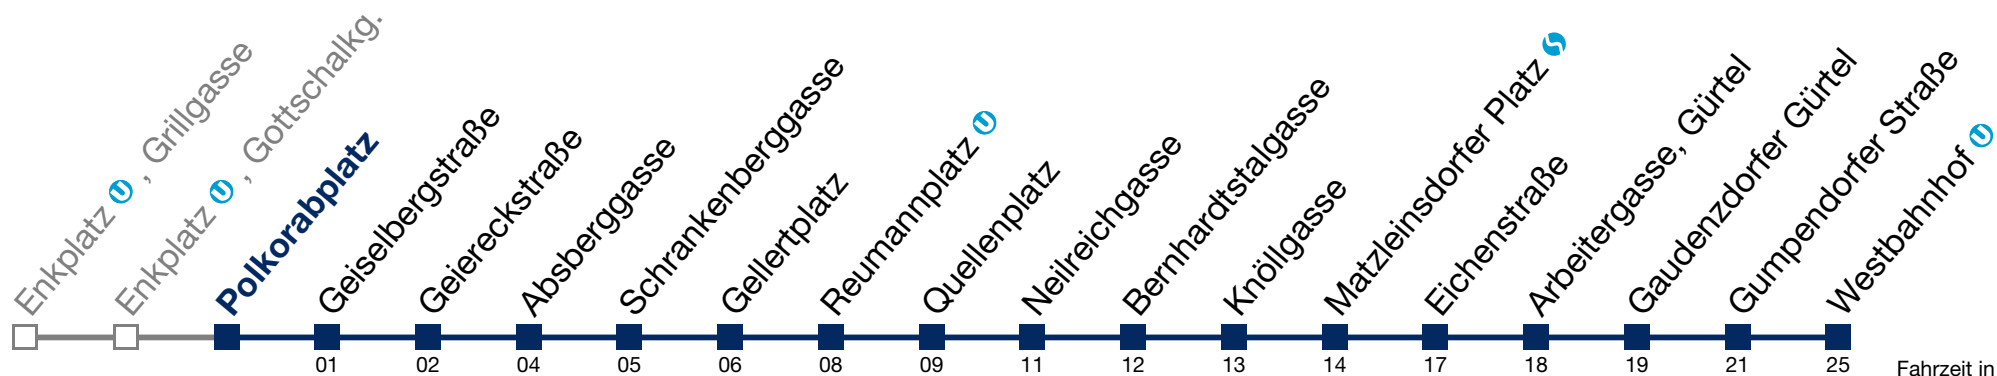 Enkplatz U , Grillgasse
Enkplatz U , Gottschalkg.
Polkorabplatz
Geiselbergstraße
Geiereckstraße
Absberggasse
Schrankenberggasse
Gellertplatz
Reumannplatz U
Quellenplatz
Neilreichgasse
Bernhardtstalgasse
Knöllgasse
Matzleinsdorfer Platz S
Eichenstraße
Arbeitergasse, Gürtel
Gaudenzdorfer Gürtel
Gumpendorfer Straße
Westbahnhof U
01 02 04 05 06 08 09 11 12 13 14 17 18 19 21 25 Fahrzeit in